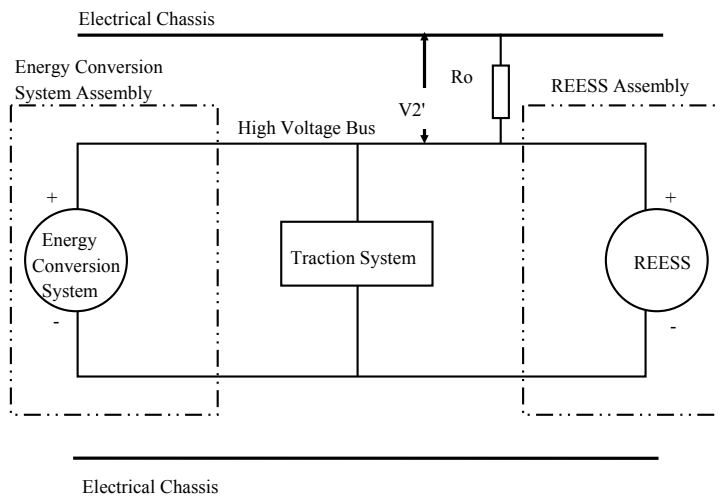 Electrical Chassis
Energy Conversion
System Assembly
Ro
REESS Assembly
V2'
High Voltage Bus
+
+
Energy
Conversion
System
Traction System
REESS
-
-
Electrical Chassis